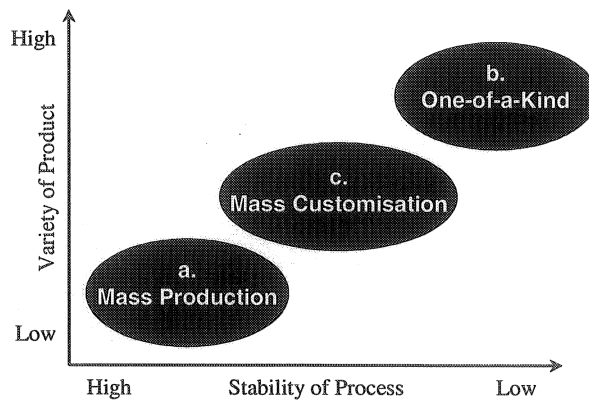 High
b.
One-of-a-Kind
Variety of Product
c.
Mass Customisation
a.
Mass Production
Low
High Stability of Process Low